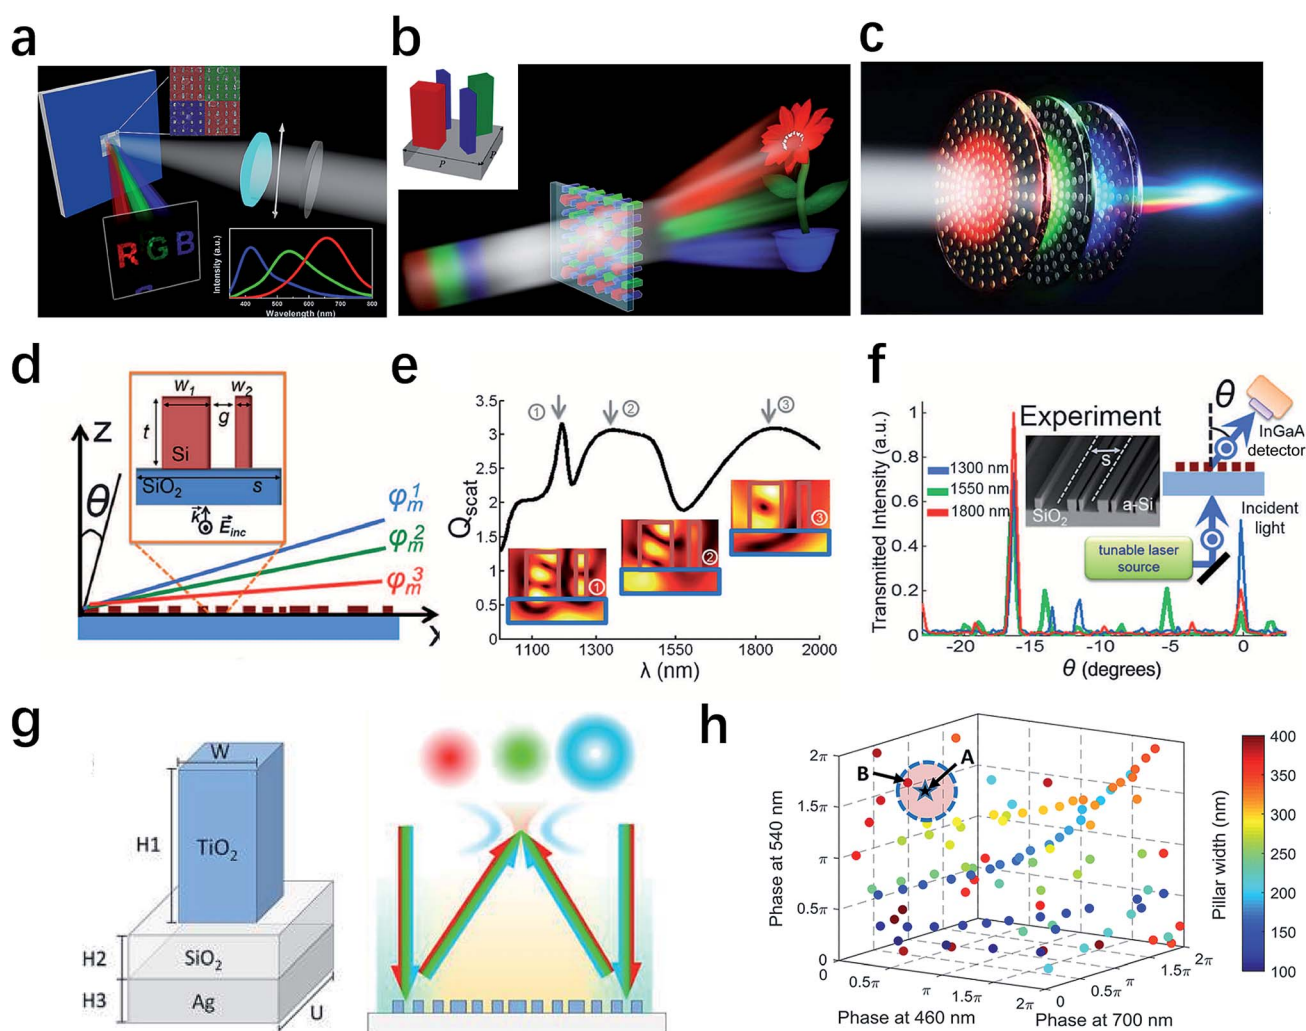 a
R G B
Intensity (a.u.)
400 500 600 700 800
Wavelength (nm)
b
P P
c
d
W1 W2
g
t
Si
SiO2 s
k Einc
Z
θ
φm1
φm2
φm3
X
e
Qscat
3.5
3
2.5
2
1.5
1
0.5
0
① ② ③
① ② ③
1100 1300 1550 1800 2000
λ (nm)
f
Transmitted Intensity (a.u.)
1
0.8
0.6
0.4
0.2
0
Experiment
1300 nm
1550 nm
1800 nm
S
SiO2 a-Si
θ
InGaA
detector
Incident
light
tunable laser
source
-20 -15 -10 -5 0
θ (degrees)
g
W
H1
TiO2
H2 SiO2
H3 Ag
U
h
Phase at 540 nm
2π
1.5π
π
0.5π
0
B A
0 0.5π π 1.5π 2π
Phase at 460 nm
0 0.5π π 1.5π 2π
Phase at 700 nm
Pillar width (nm)
400
350
300
250
200
150
100